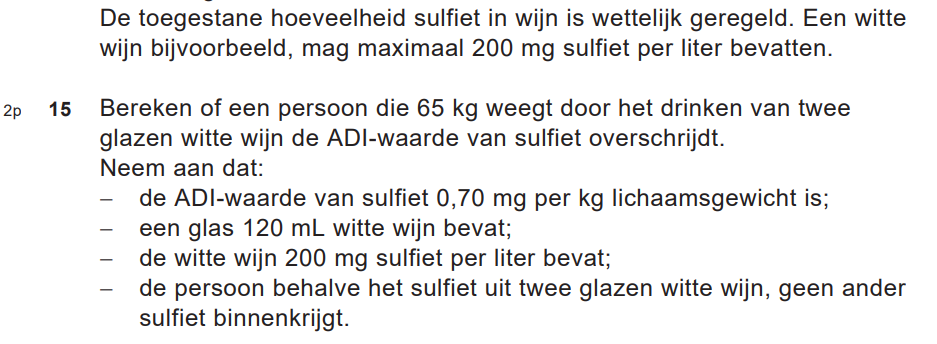 De toegestane hoeveelheid sulfiet in wijn is wettelijk geregeld. Een witte
wijn bijvoorbeeld, mag maximaal 200 mg sulfiet per liter bevatten.
2p 15 Bereken of een persoon die 65 kg weegt door het drinken van twee
glazen witte wijn de ADI-waarde van sulfiet overschrijdt.
Neem aan dat:
– de ADI-waarde van sulfiet 0,70 mg per kg lichaamsgewicht is;
– een glas 120 mL witte wijn bevat;
– de witte wijn 200 mg sulfiet per liter bevat;
– de persoon behalve het sulfiet uit twee glazen witte wijn, geen ander
sulfiet binnenkrijgt.